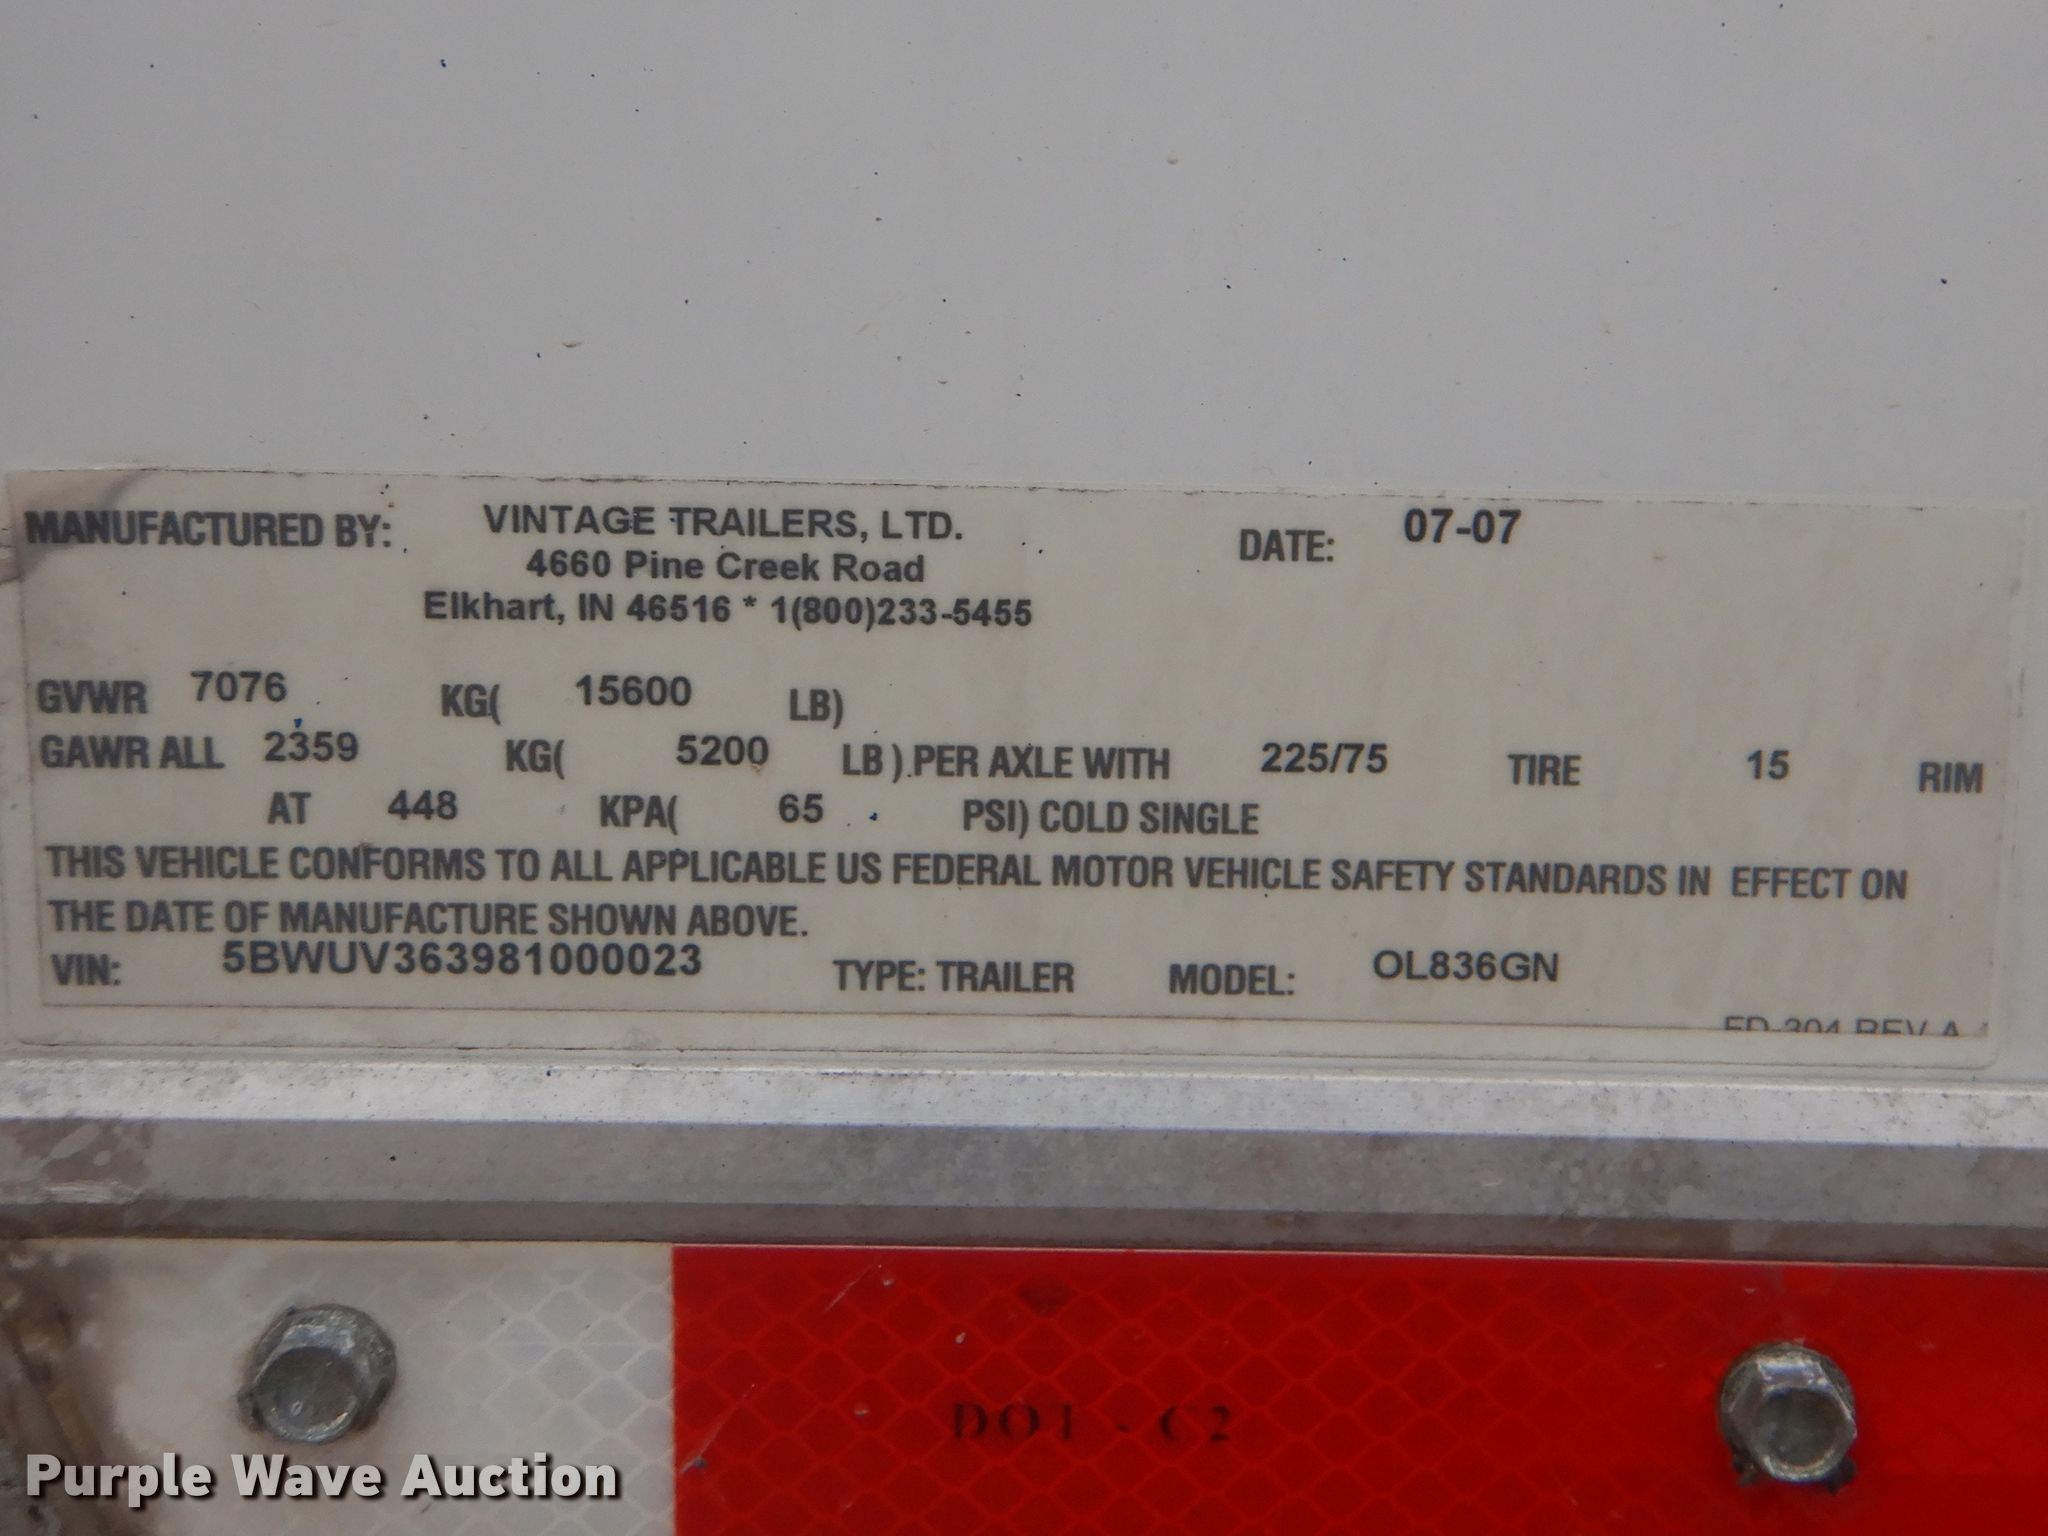 MANUFACTURED BY: VINTAGE TRAILERS, LTD. DATE: 07-07
4660 Pine Creek Road
Elkhart, IN 46516 * 1(800)233-5455
GVWR 7076 KG( 15600 LB)
GAWR ALL 2359 KG( 5200 LB) PER AXLE WITH 225/75 TIRE 15 RIM
AT 448 KPA( 65 PSI) COLD SINGLE
THIS VEHICLE CONFORMS TO ALL APPLICABLE US FEDERAL MOTOR VEHICLE SAFETY STANDARDS IN EFFECT ON
THE DATE OF MANUFACTURE SHOWN ABOVE.
VIN: 5BWUV363981000023 TYPE: TRAILER MODEL: OL836GN
FD-304 REV A
DOT - C2
Purple Wave Auction